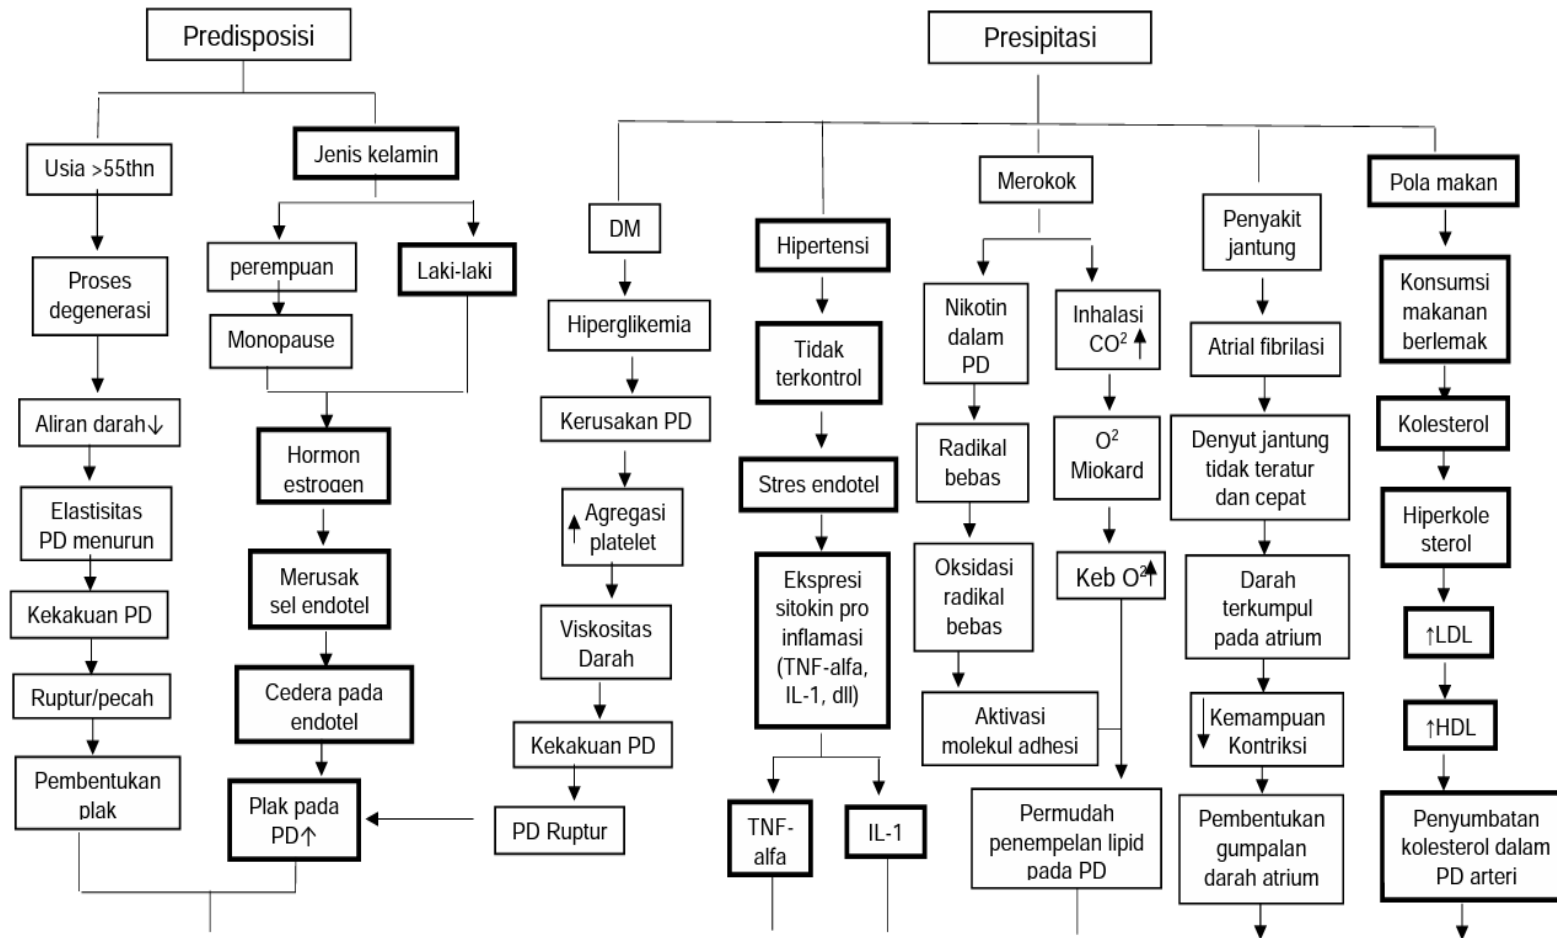 Predisposisi
Usia >55thn
Proses
degenerasi
Aliran darah↓
Elastisitas
PD menurun
Kekakuan PD
Ruptur/pecah
Pembentukan
plak
Jenis kelamin
perempuan
Monopause
Laki-laki
Hormon
estrogen
Merusak
sel endotel
Cedera pada
endotel
Plak pada
PD↑
Presipitasi
DM
Hiperglikemia
Kerusakan PD
↑ Agregasi
platelet
Viskositas
Darah
Kekakuan PD
PD Ruptur
Hipertensi
Tidak
terkontrol
Stres endotel
Ekspresi
sitokin pro
inflamasi
(TNF-alfa,
IL-1, dll)
TNF-
alfa
IL-1
Merokok
Nikotin
dalam
PD
Radikal
bebas
Oksidasi
radikal
bebas
Aktivasi
molekul adhesi
Inhalasi
CO² ↑
O²
Miokard
Keb O²↑
Permudah
penempelan lipid
pada PD
Penyakit
jantung
Atrial fibrilasi
Denyut jantung
tidak teratur
dan cepat
Darah
terkumpul
pada atrium
↓ Kemampuan
Kontriksi
Pembentukan
gumpalan
darah atrium
Pola makan
Konsumsi
makanan
berlemak
Kolesterol
Hiperkole
sterol
↑LDL
↑HDL
Penyumbatan
kolesterol dalam
PD arteri